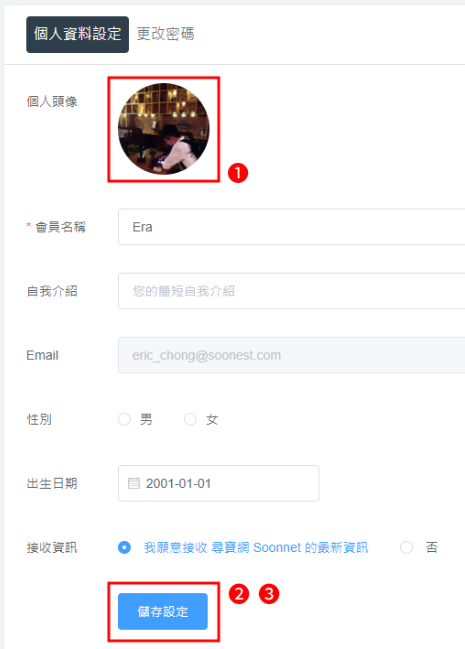 個人資料設定 更改密碼
個人頭像
1
* 會員名稱 Era
自我介紹 您的簡短自我介紹
Email eric_chong@soonest.com
性別 男 女
出生日期 2001-01-01
接收資訊 我願意接收 尋寶網 Soonnet 的最新資訊 否
2 3
儲存設定